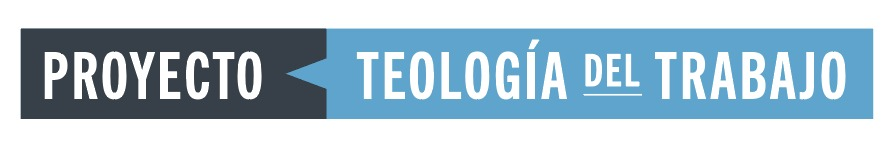 PROYECTO TEOLOGÍA DEL TRABAJO